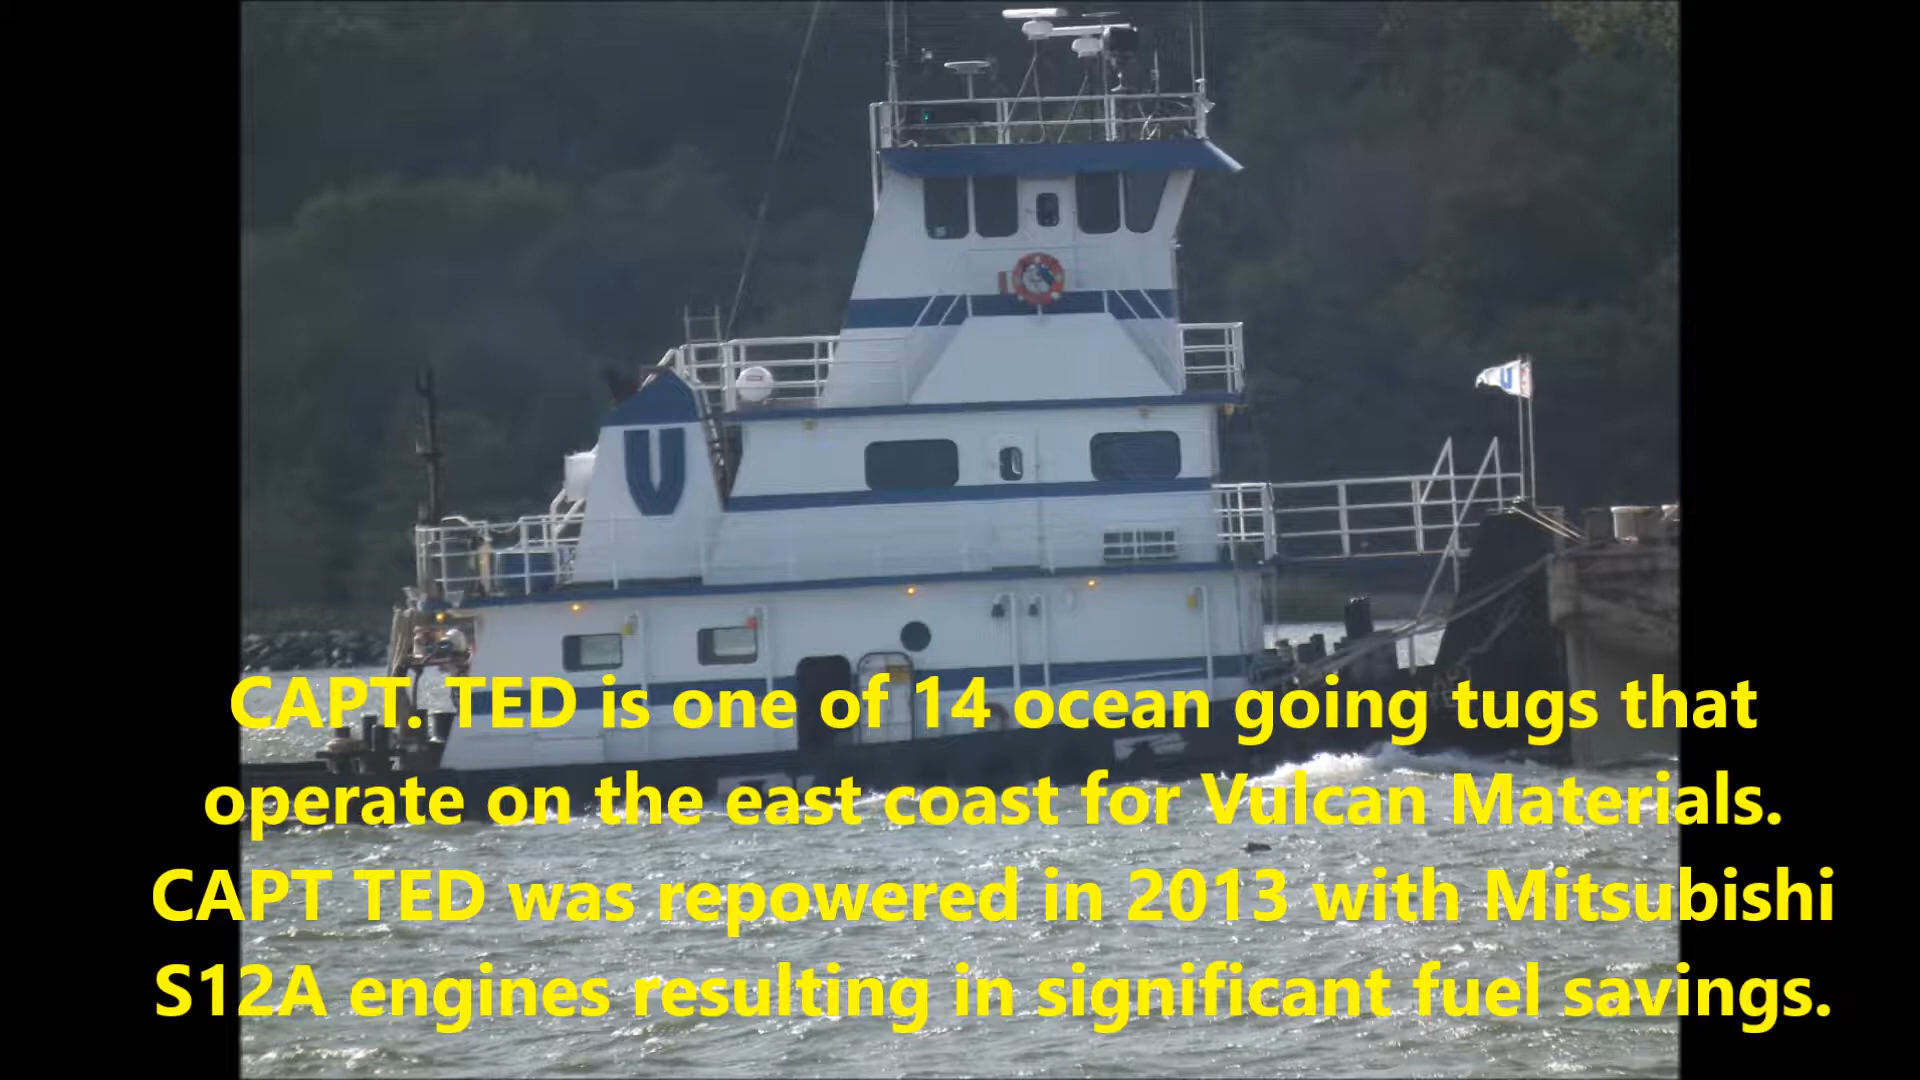 V
CAPT. TED is one of 14 ocean going tugs that
operate on the east coast for Vulcan Materials.
CAPT TED was repowered in 2013 with Mitsubishi
S12A engines resulting in significant fuel savings.